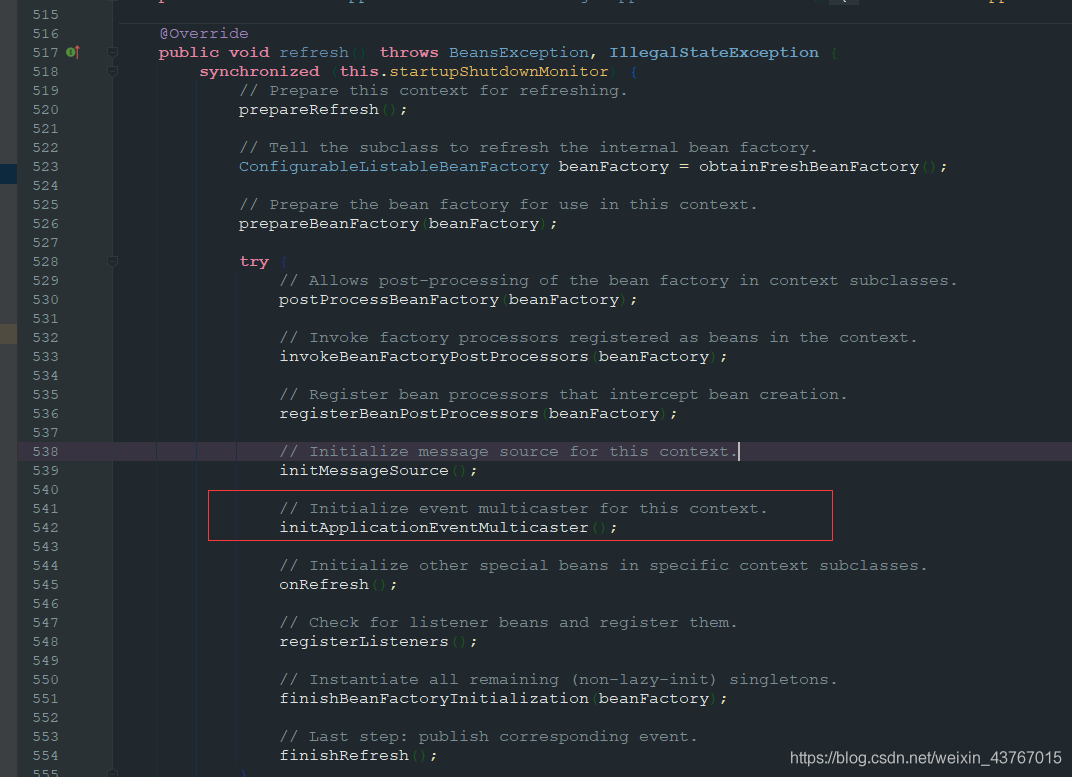 515
516 @Override
517 public void refresh() throws BeansException, IllegalStateException {
518 synchronized (this.startupShutdownMonitor) {
519 // Prepare this context for refreshing.
520 prepareRefresh();
521
522 // Tell the subclass to refresh the internal bean factory.
523 ConfigurableListableBeanFactory beanFactory = obtainFreshBeanFactory();
524
525 // Prepare the bean factory for use in this context.
526 prepareBeanFactory(beanFactory);
527
528 try {
529 // Allows post-processing of the bean factory in context subclasses.
530 postProcessBeanFactory(beanFactory);
531
532 // Invoke factory processors registered as beans in the context.
533 invokeBeanFactoryPostProcessors(beanFactory);
534
535 // Register bean processors that intercept bean creation.
536 registerBeanPostProcessors(beanFactory);
537
538 // Initialize message source for this context.
539 initMessageSource();
540
541 // Initialize event multicaster for this context.
542 initApplicationEventMulticaster();
543
544 // Initialize other special beans in specific context subclasses.
545 onRefresh();
546
547 // Check for listener beans and register them.
548 registerListeners();
549
550 // Instantiate all remaining (non-lazy-init) singletons.
551 finishBeanFactoryInitialization(beanFactory);
552
553 // Last step: publish corresponding event.
554 finishRefresh();
555 }
https://blog.csdn.net/weixin_43767015